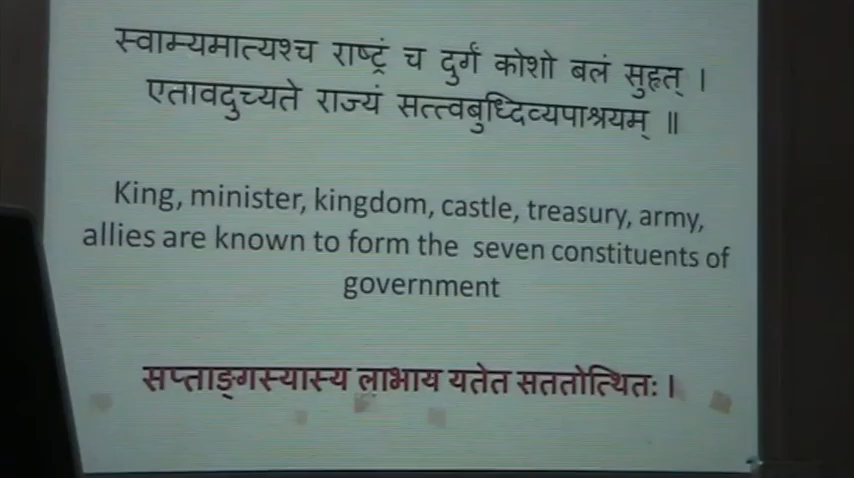 स्वाम्यमात्यश्च राष्ट्रं च दुर्गं कोशो बलं सुहृत् ।
एतावदुच्यते राज्यं सत्त्वबुध्दिव्यपाश्रयम् ॥
King, minister, kingdom, castle, treasury, army,
allies are known to form the seven constituents of
government
सप्ताङ्गस्यास्य लाभाय यतेत सततोत्थितः ।